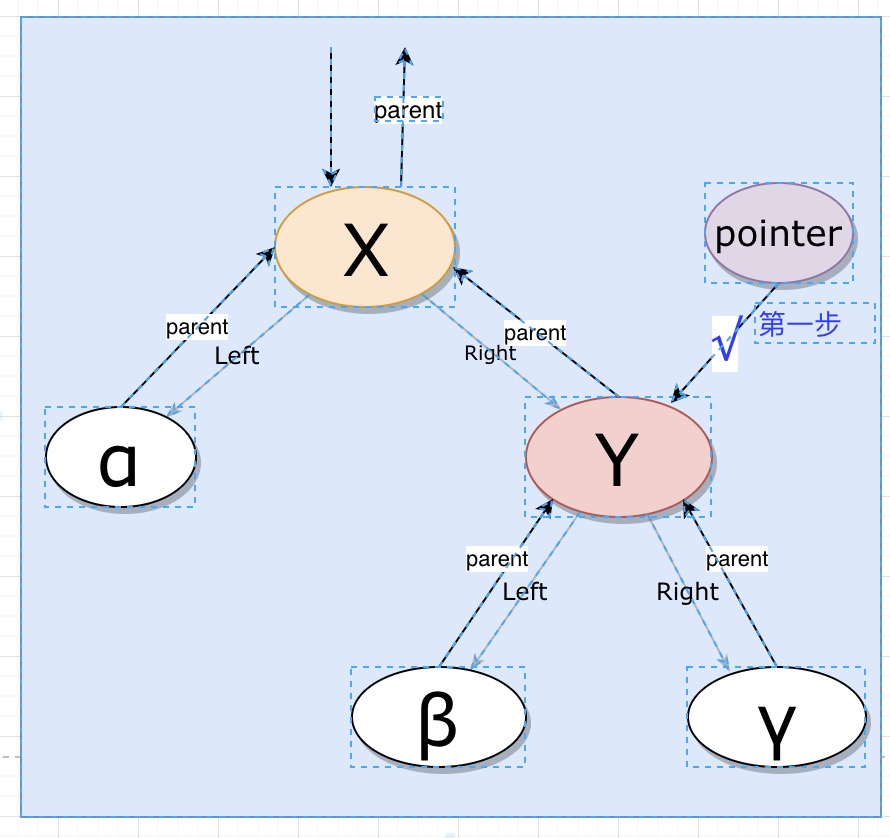 parent
X
pointer
第一步
√
parent
Left
parent
Right
α
Y
parent
Left
parent
Right
β
γ